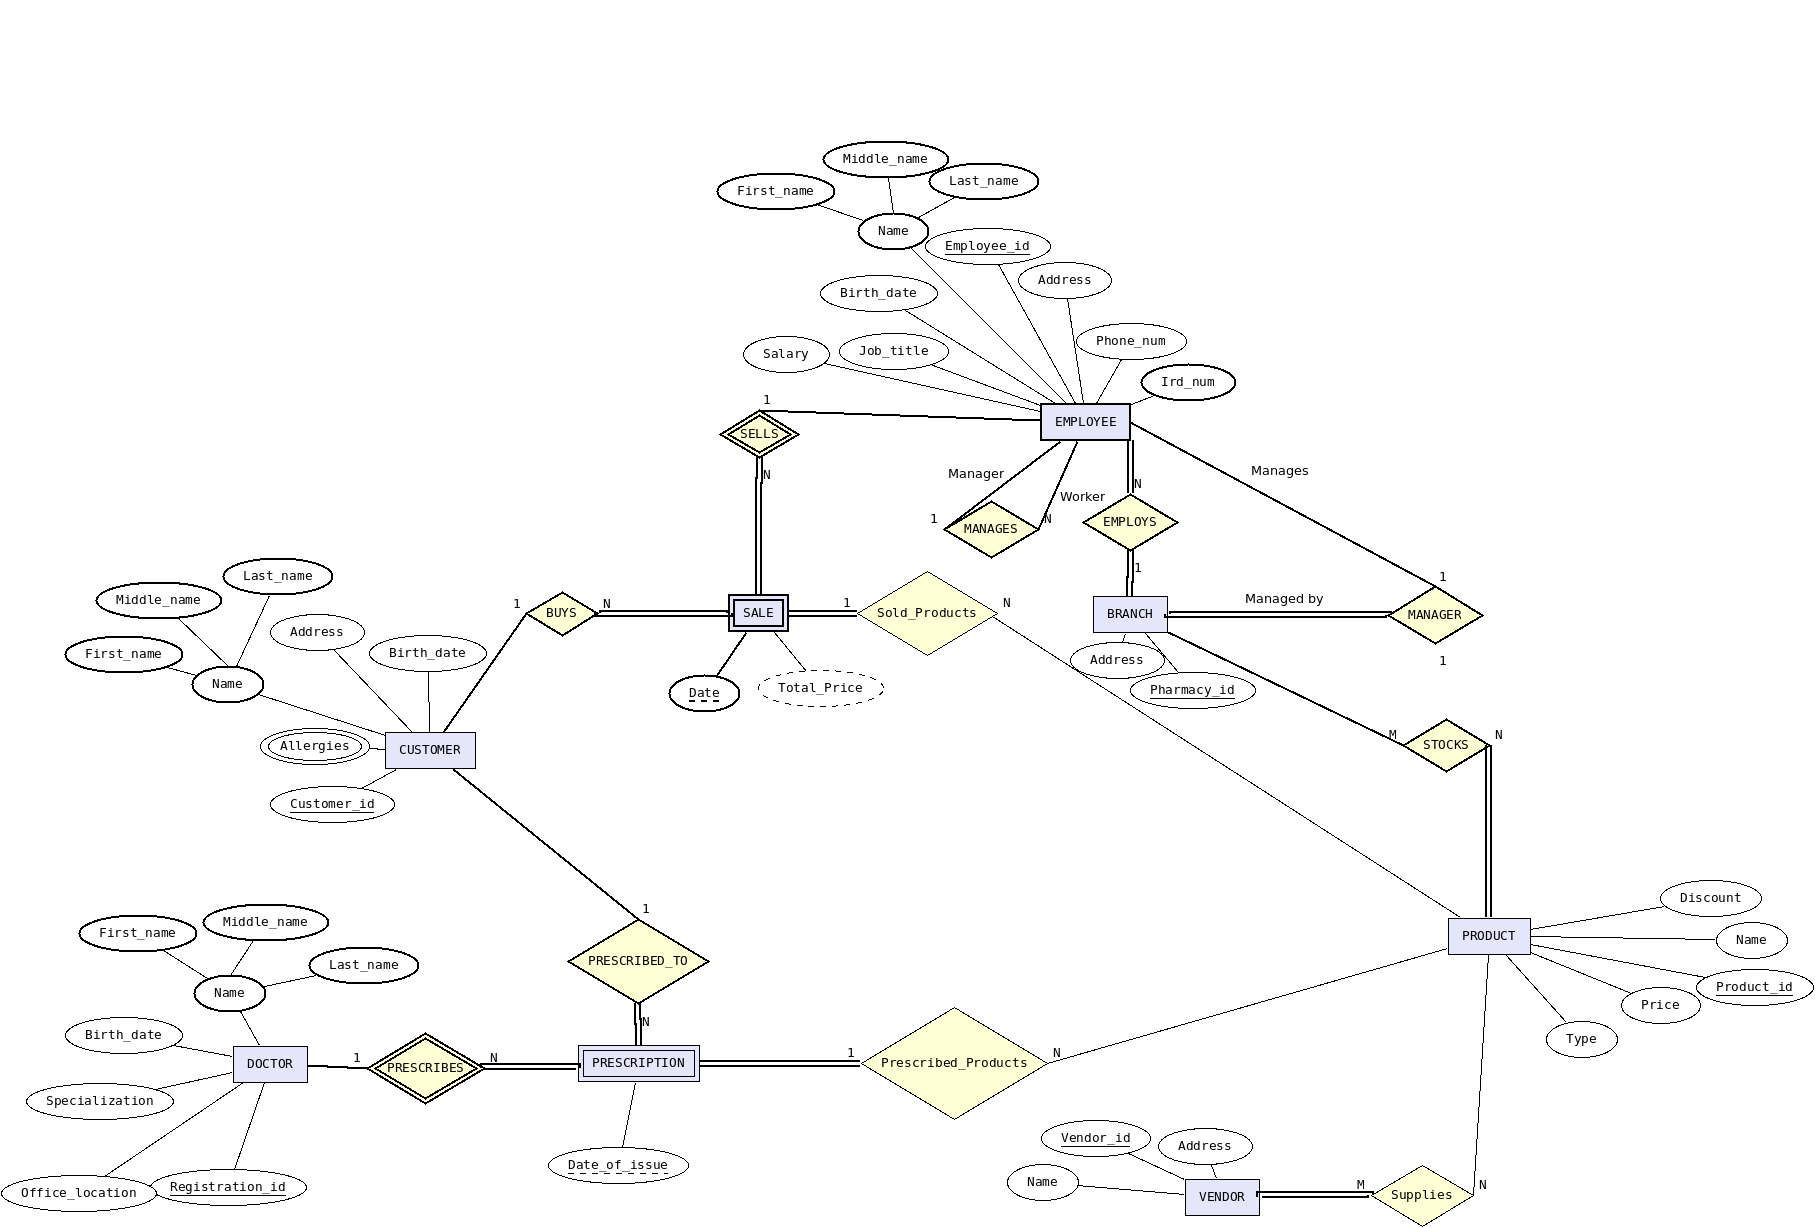 Middle_name
Last_name
First_name
Name
Employee_id
Address
Birth_date
Phone_num
Job_title
Salary
Ird_num
1
EMPLOYEE
SELLS
Manages
Manager
N
N
Worker
1
N
MANAGES
EMPLOYS
1
Last_name
1
Middle_name
Managed by
1
N
1
N
BUYS
SALE
Sold_Products
BRANCH
MANAGER
Address
Birth_date
First_name
Address
1
Name
Date
Total_Price
Pharmacy_id
M
N
Allergies
CUSTOMER
STOCKS
Customer_id
Discount
1
Middle_name
First_name
PRODUCT
Name
Last_name
PRESCRIBED_TO
Name
Product_id
Price
N
Birth_date
Type
1
N
1
N
DOCTOR
PRESCRIBES
PRESCRIPTION
Prescribed_Products
Specialization
Vendor_id
Address
Date_of_issue
Name
M
N
Office_location
Registration_id
VENDOR
Supplies